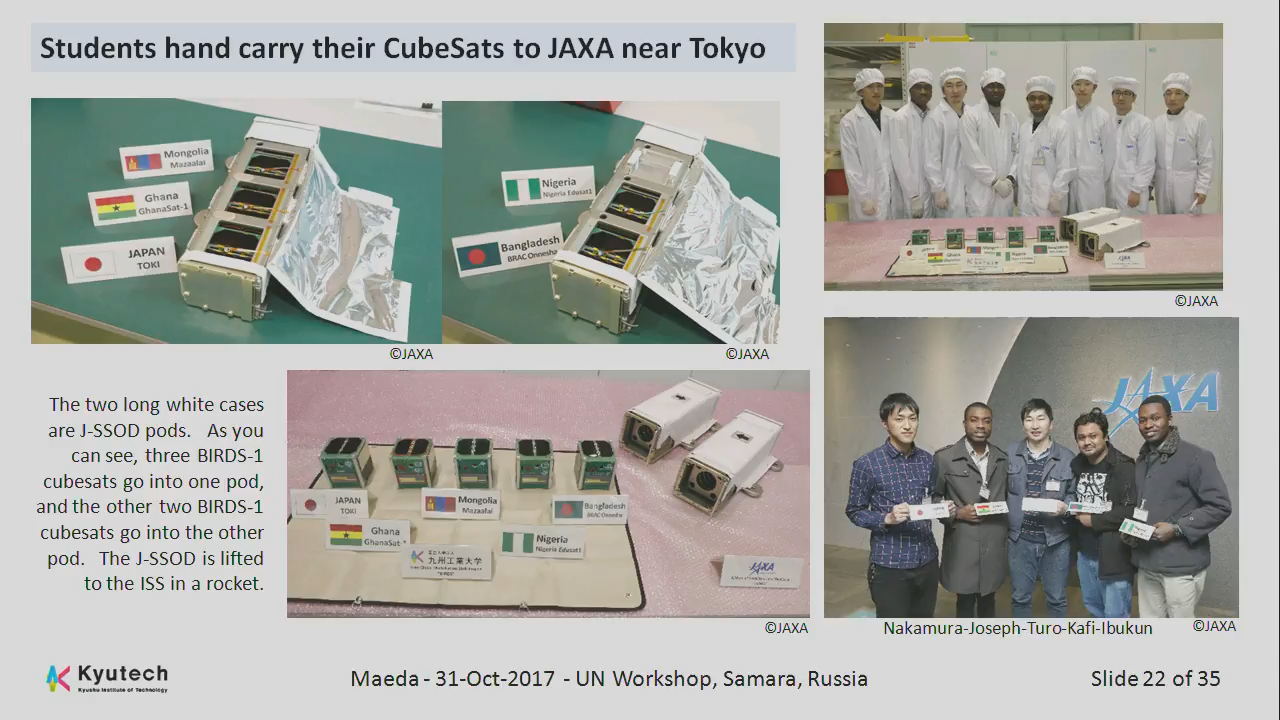 Students hand carry their CubeSats to JAXA near Tokyo
Mongolia
Mazaalai
Ghana
GhanaSat-1
JAPAN
TOKI
©JAXA
Nigeria
Nigeria Edusat1
Bangladesh
BRAC Onnesha
©JAXA
©JAXA
The two long white cases
are J-SSOD pods. As you
can see, three BIRDS-1
cubesats go into one pod,
and the other two BIRDS-1
cubesats go into the other
pod. The J-SSOD is lifted
to the ISS in a rocket.
JAPAN
TOKI
Mongolia
Mazaalai
Bangladesh
BRAC Onnesha
Ghana
GhanaSat-
Nigeria
Nigeria Edusat1
九州工業大学
JAXA
©JAXA
JAXA
Nakamura-Joseph-Turo-Kafi-Ibukun
©JAXA
Kyutech
Kyushu Institute of Technology
Maeda - 31-Oct-2017 - UN Workshop, Samara, Russia
Slide 22 of 35